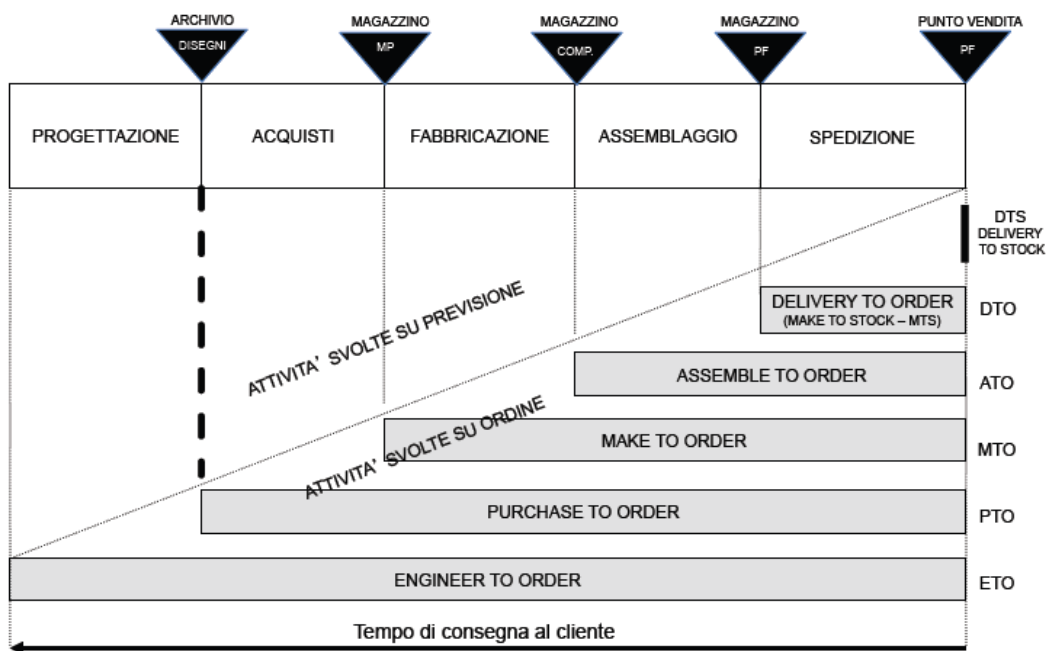 ARCHIVIO
DISEGNI
MAGAZZINO
MP
MAGAZZINO
COMP.
MAGAZZINO
PF
PUNTO VENDITA
PF
PROGETTAZIONE
ACQUISTI
FABBRICAZIONE
ASSEMBLAGGIO
SPEDIZIONE
DTS
DELIVERY
TO STOCK
ATTIVITA' SVOLTE SU PREVISIONE
DELIVERY TO ORDER
(MAKE TO STOCK – MTS)
DTO
ASSEMBLE TO ORDER
ATO
ATTIVITA' SVOLTE SU ORDINE
MAKE TO ORDER
MTO
PURCHASE TO ORDER
PTO
ENGINEER TO ORDER
ETO
Tempo di consegna al cliente